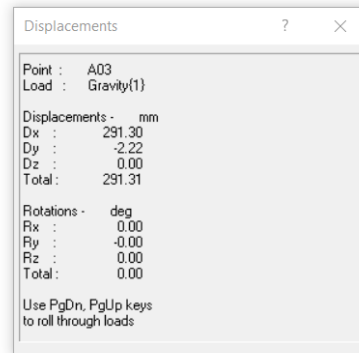 Displacements ?
Point : A03
Load : Gravity{1}
Displacements - mm
Dx : 291.30
Dy : -2.22
Dz : 0.00
Total : 291.31
Rotations - deg
Rx : 0.00
Ry : -0.00
Rz : 0.00
Total : 0.00
Use PgDn, PgUp keys
to roll through loads